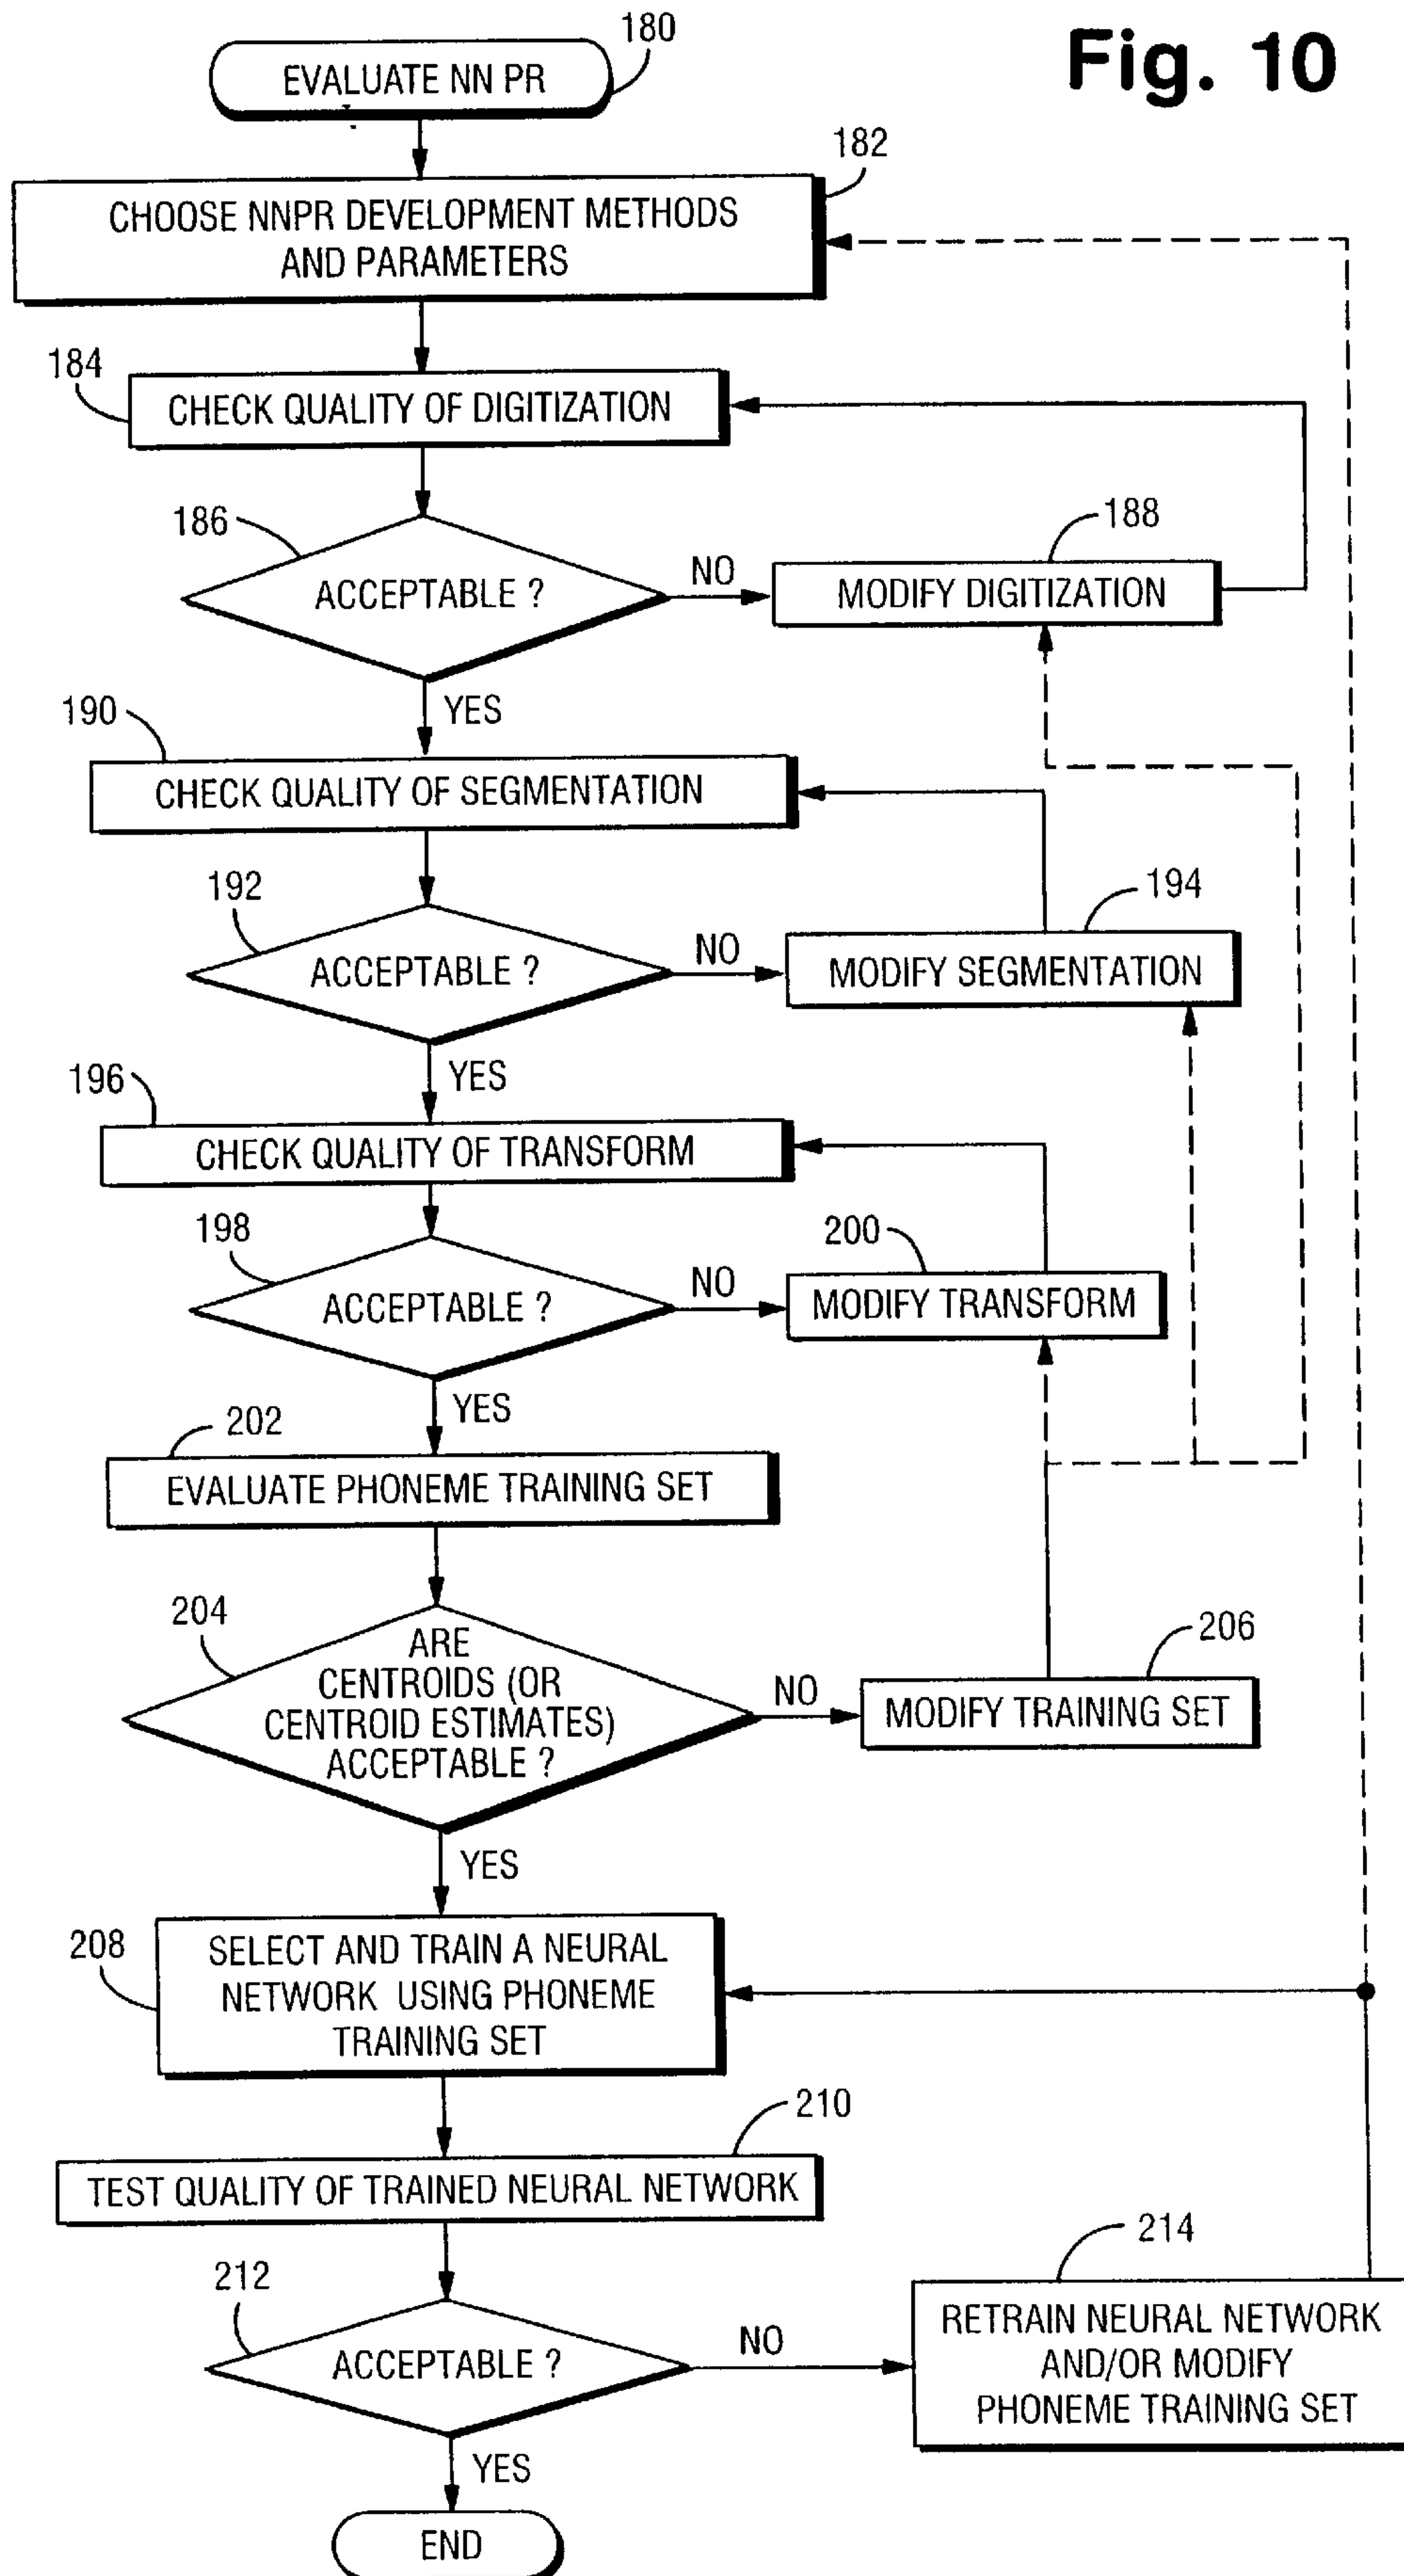 Fig. 10
180
EVALUATE NN PR
182
CHOOSE NNPR DEVELOPMENT METHODS
AND PARAMETERS
184
CHECK QUALITY OF DIGITIZATION
186
ACCEPTABLE ?
NO
188
MODIFY DIGITIZATION
YES
190
CHECK QUALITY OF SEGMENTATION
192
ACCEPTABLE ?
NO
194
MODIFY SEGMENTATION
YES
196
CHECK QUALITY OF TRANSFORM
198
ACCEPTABLE ?
NO
200
MODIFY TRANSFORM
YES
202
EVALUATE PHONEME TRAINING SET
204
ARE
CENTROIDS (OR
CENTROID ESTIMATES)
ACCEPTABLE ?
NO
206
MODIFY TRAINING SET
YES
208
SELECT AND TRAIN A NEURAL
NETWORK USING PHONEME
TRAINING SET
210
TEST QUALITY OF TRAINED NEURAL NETWORK
212
ACCEPTABLE ?
NO
214
RETRAIN NEURAL NETWORK
AND/OR MODIFY
PHONEME TRAINING SET
YES
END